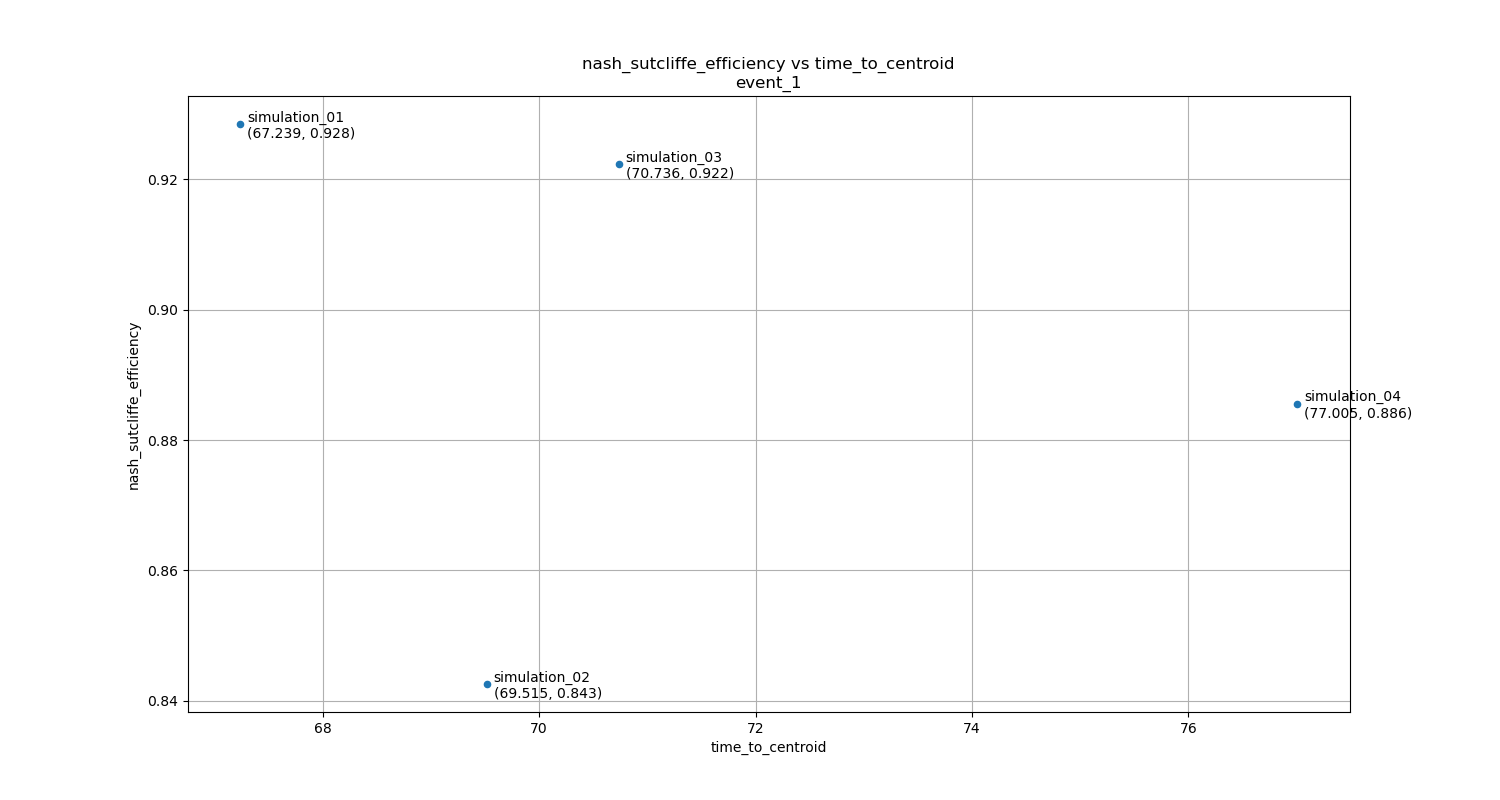 nash_sutcliffe_efficiency vs time_to_centroid
event_1
simulation_01
(67.239, 0.928)
simulation_03
(70.736, 0.922)
0.92
0.90
nash_sutcliffe_efficiency
simulation_04
(77.005, 0.886)
0.88
0.86
simulation_02
(69.515, 0.843)
0.84
68 70 72 74 76
time_to_centroid